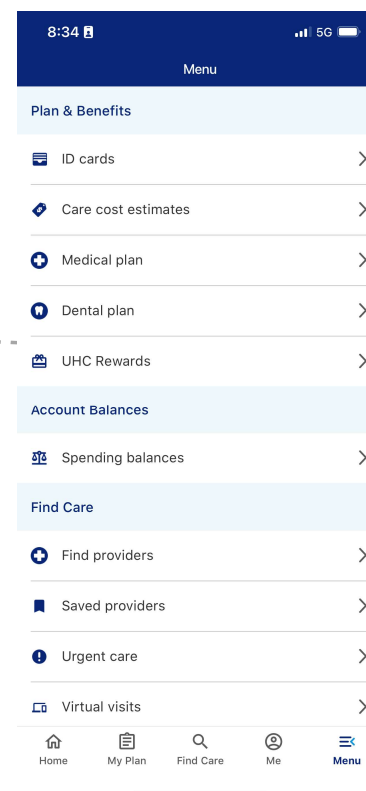 8:34
5G
Menu
Plan & Benefits
ID cards
Care cost estimates
Medical plan
Dental plan
UHC Rewards
Account Balances
Spending balances
Find Care
Find providers
Saved providers
Urgent care
Virtual visits
Home My Plan Find Care Me Menu